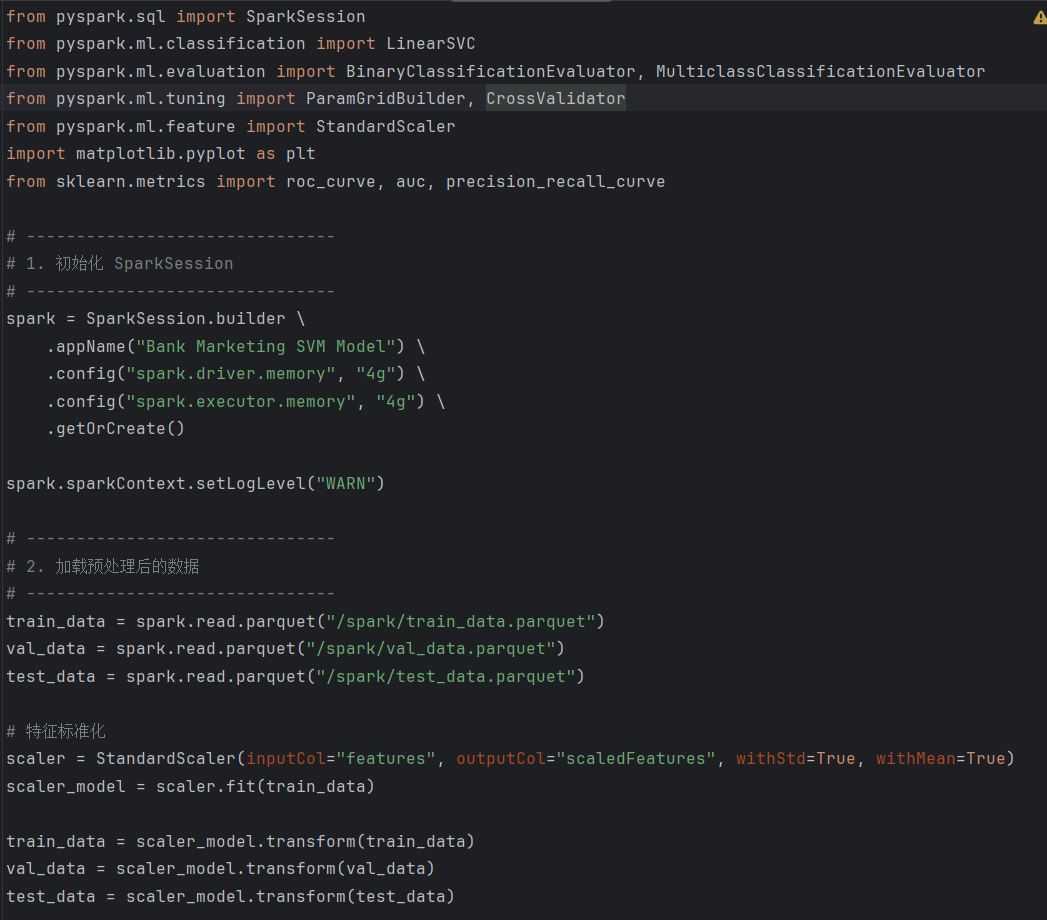 from pyspark.sql import SparkSession
from pyspark.ml.classification import LinearSVC
from pyspark.ml.evaluation import BinaryClassificationEvaluator, MulticlassClassificationEvaluator
from pyspark.ml.tuning import ParamGridBuilder, CrossValidator
from pyspark.ml.feature import StandardScaler
import matplotlib.pyplot as plt
from sklearn.metrics import roc_curve, auc, precision_recall_curve
# -------------------------------
# 1. 初始化 SparkSession
# -------------------------------
spark = SparkSession.builder \
    .appName("Bank Marketing SVM Model") \
    .config("spark.driver.memory", "4g") \
    .config("spark.executor.memory", "4g") \
    .getOrCreate()
spark.sparkContext.setLogLevel("WARN")
# -------------------------------
# 2. 加载预处理后的数据
# -------------------------------
train_data = spark.read.parquet("/spark/train_data.parquet")
val_data = spark.read.parquet("/spark/val_data.parquet")
test_data = spark.read.parquet("/spark/test_data.parquet")
# 特征标准化
scaler = StandardScaler(inputCol="features", outputCol="scaledFeatures", withStd=True, withMean=True)
scaler_model = scaler.fit(train_data)
train_data = scaler_model.transform(train_data)
val_data = scaler_model.transform(val_data)
test_data = scaler_model.transform(test_data)